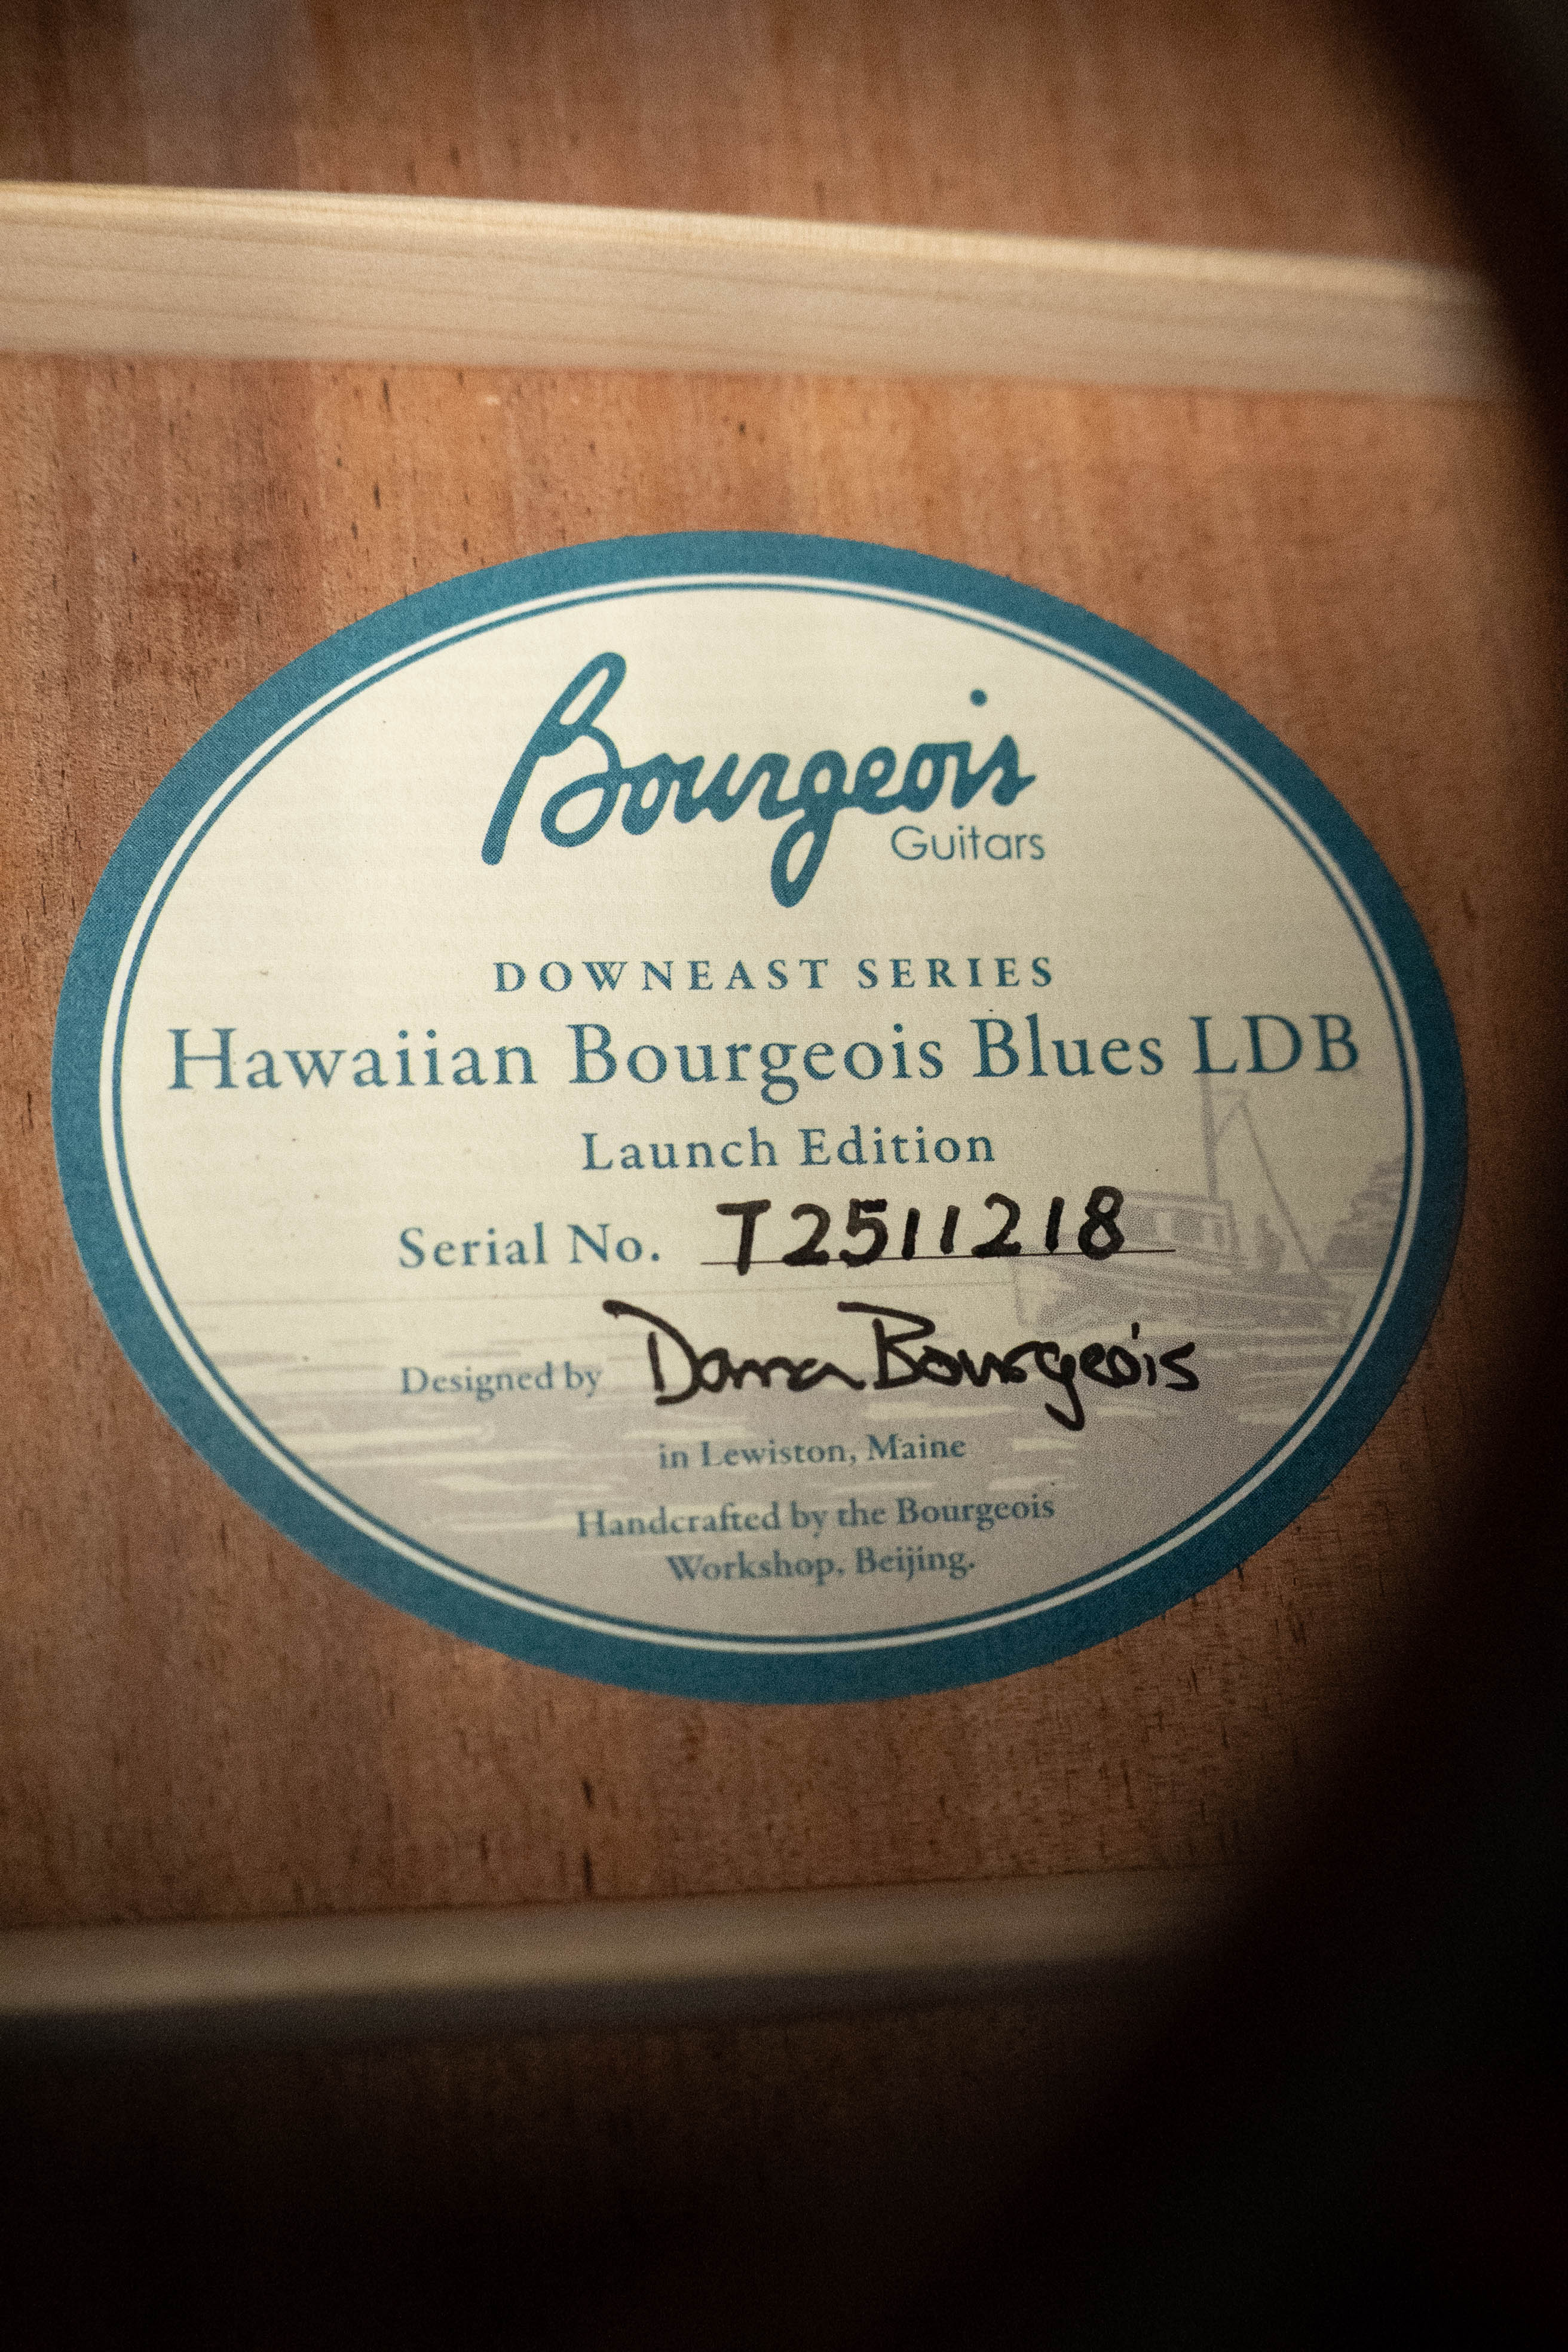 Bourgeois
Guitars
DOWNEAST SERIES
Hawaiian Bourgeois Blues LDB
Launch Edition
Serial No. T2511218
Designed by Dana Bourgeois
in Lewiston, Maine
Handcrafted by the Bourgeois
Workshop, Beijing.